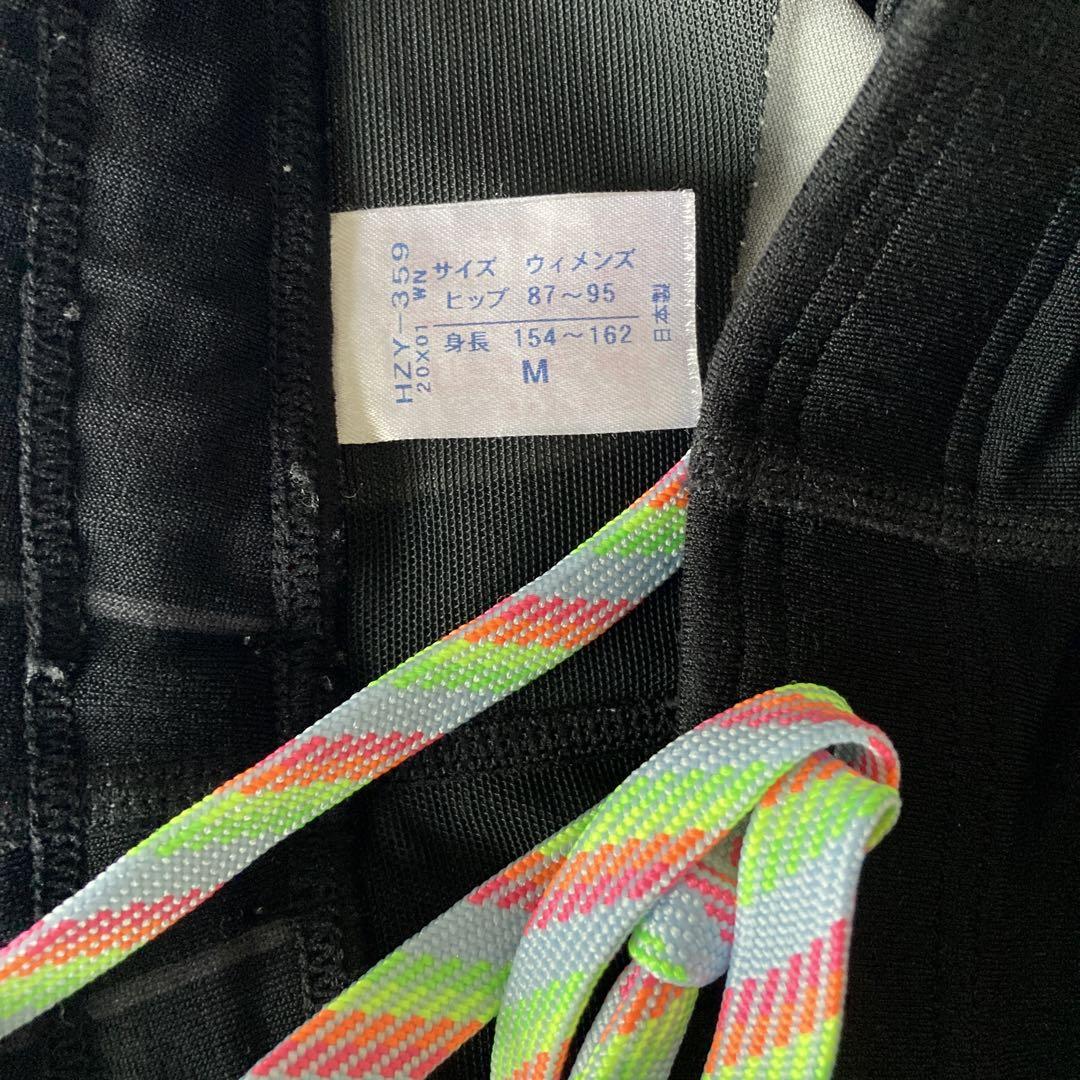 サイズ ウィメンズ
ヒップ 87～95
身長 154～162
M
HZY-359
20X01 WN
日本製